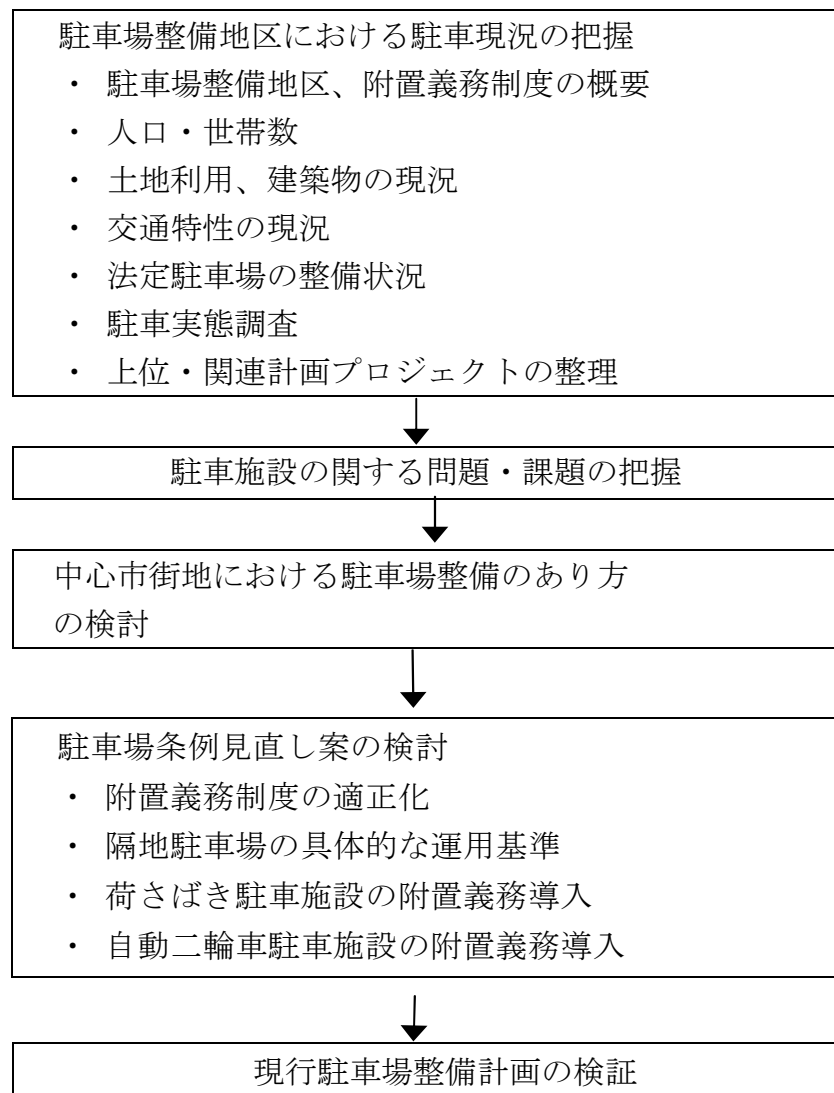 駐車場整備地区における駐車現況の把握
・ 駐車場整備地区、附置義務制度の概要
・ 人口・世帯数
・ 土地利用、建築物の現況
・ 交通特性の現況
・ 法定駐車場の整備状況
・ 駐車実態調査
・ 上位・関連計画プロジェクトの整理
駐車施設の関する問題・課題の把握
中心市街地における駐車場整備のあり方
の検討
駐車場条例見直し案の検討
・ 附置義務制度の適正化
・ 隔地駐車場の具体的な運用基準
・ 荷さばき駐車施設の附置義務導入
・ 自動二輪車駐車施設の附置義務導入
現行駐車場整備計画の検証